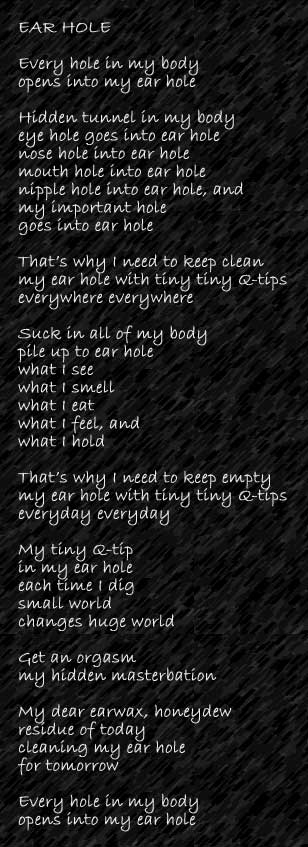 EAR HOLE
Every hole in my body
opens into my ear hole
Hidden tunnel in my body
eye hole goes into ear hole
nose hole into ear hole
mouth hole into ear hole
nipple hole into ear hole, and
my important hole
goes into ear hole
That's why I need to keep clean
my ear hole with tiny tiny Q-tips
everywhere everywhere
Suck in all of my body
pile up to ear hole
what I see
what I smell
what I eat
what I feel, and
what I hold
That's why I need to keep empty
my ear hole with tiny tiny Q-tips
everyday everyday
My tiny Q-tip
in my ear hole
each time I dig
small world
changes huge world
Get an orgasm
my hidden masterbation
My dear earwax, honeydew
residue of today
cleaning my ear hole
for tomorrow
Every hole in my body
opens into my ear hole